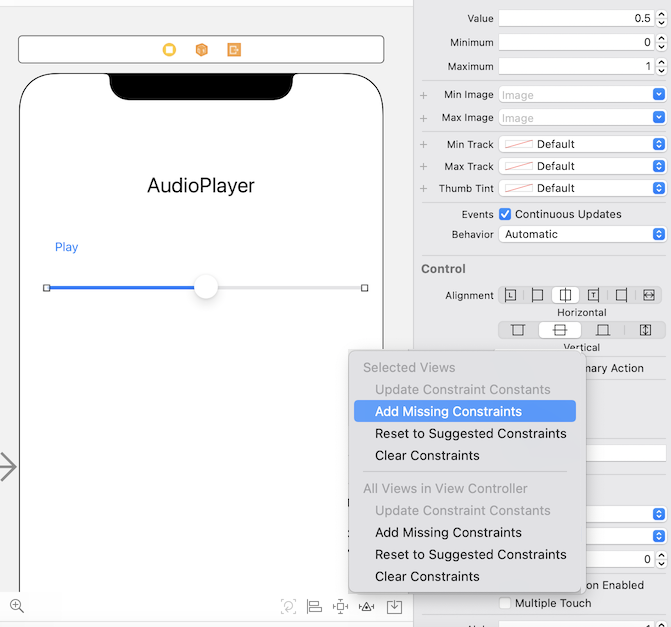 Value 0.5
Minimum 0
Maximum 1
+ Min Image Image
+ Max Image Image
+ Min Track Default
+ Max Track Default
+ Thumb Tint Default
Events Continuous Updates
Behavior Automatic
Control
Alignment L T
Horizontal
Vertical
mary Action
AudioPlayer
Play
Selected Views
Update Constraint Constants
Add Missing Constraints
Reset to Suggested Constraints
Clear Constraints
All Views in View Controller
Update Constraint Constants
Add Missing Constraints
Reset to Suggested Constraints
Clear Constraints
0
on Enabled
Multiple Touch